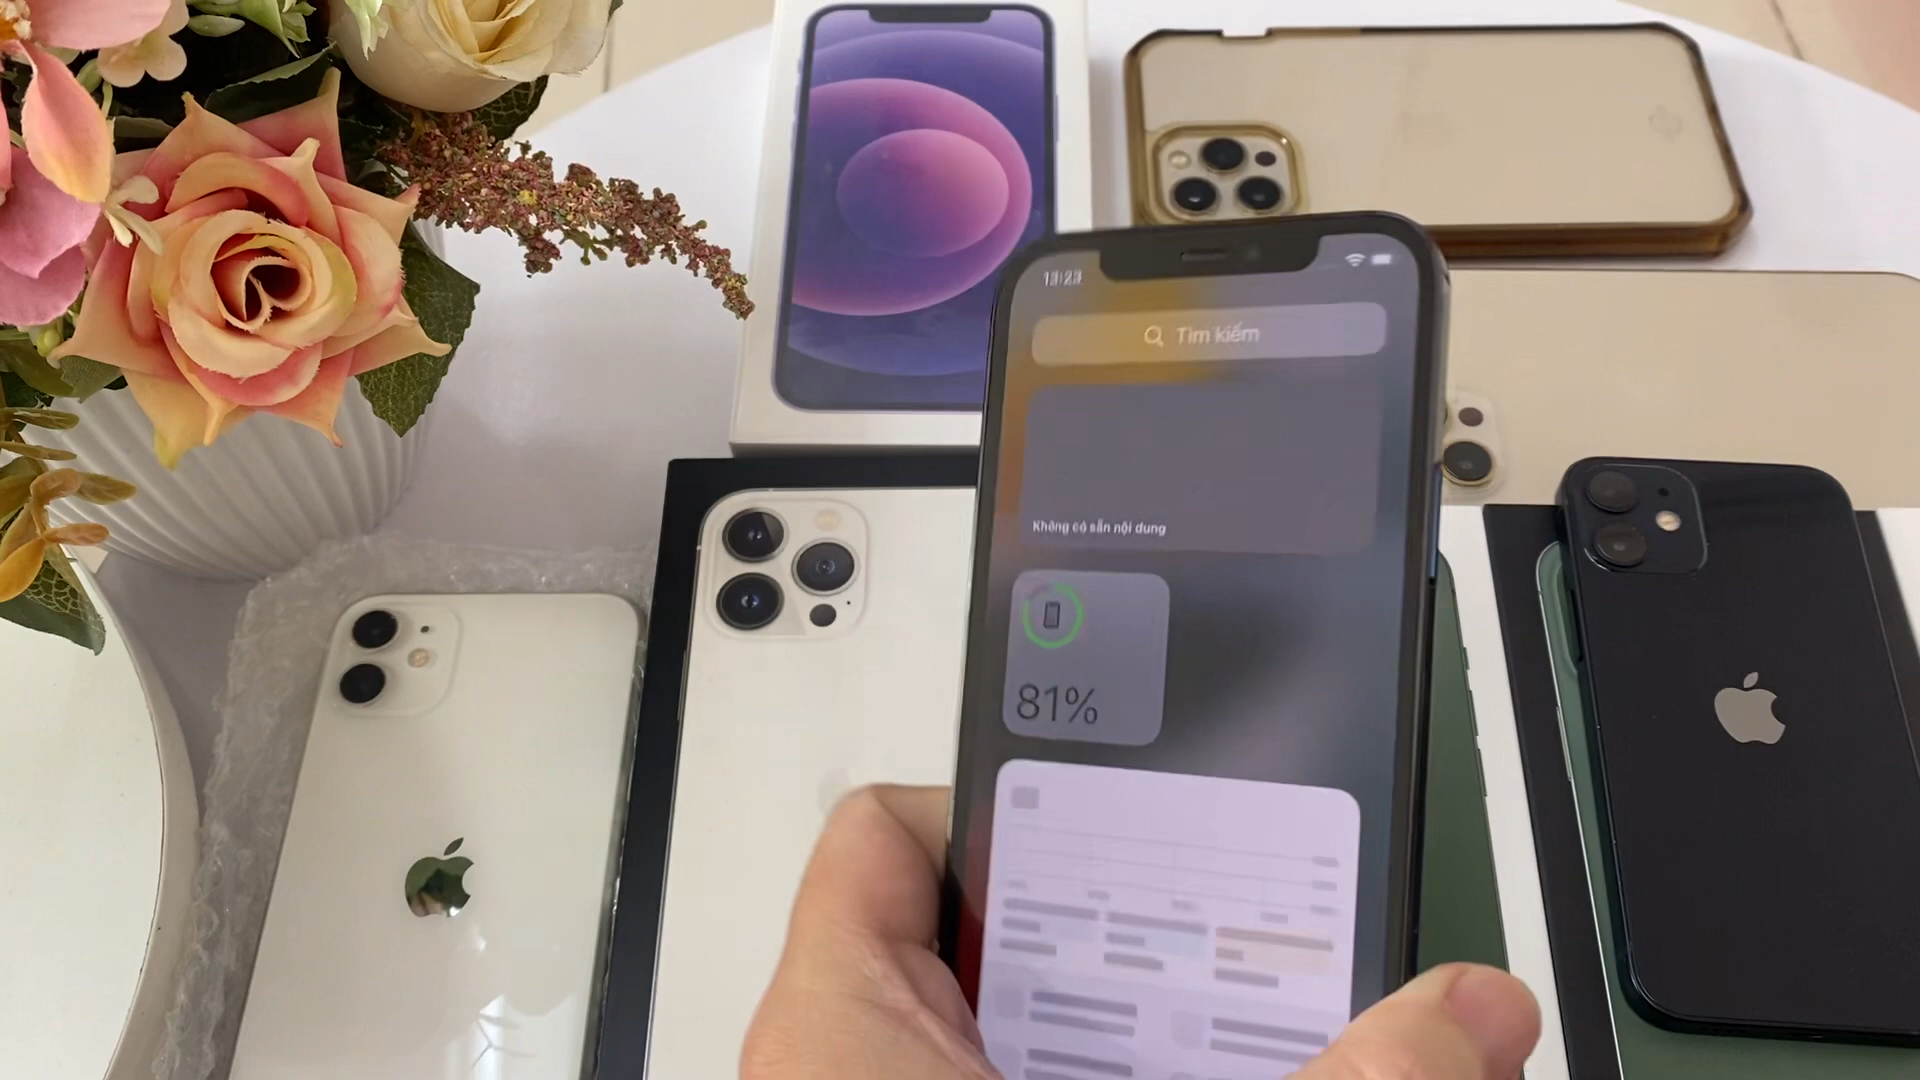 13:23
Tìm kiếm
Không có sẵn nội dung
81%